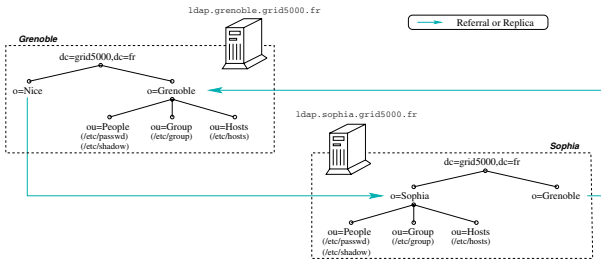 ldap.grenoble.grid5000.fr
Referral or Replica
Grenoble
dc=grid5000,dc=fr
o=Nice
o=Grenoble
ou=People
(/etc/passwd)
(/etc/shadow)
ou=Group
(/etc/group)
ou=Hosts
(/etc/hosts)
ldap.sophia.grid5000.fr
Sophia
dc=grid5000,dc=fr
o=Sophia
o=Grenoble
ou=People
(/etc/passwd)
(/etc/shadow)
ou=Group
(/etc/group)
ou=Hosts
(/etc/hosts)